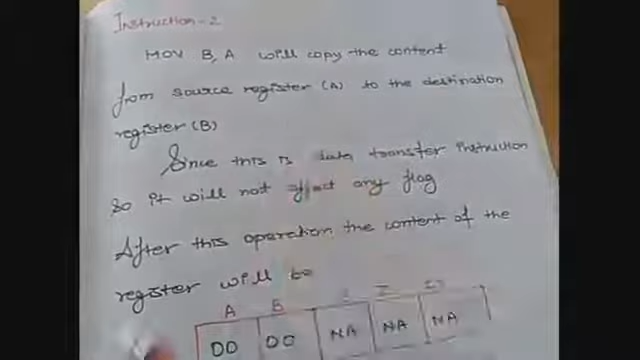 Instruction-2
MOV B, A will copy the content
from source register (A) to the destination
register (B)
Since this is data transfer instruction
so it will not effect any flag
After this operation the content of the
register will be
A B Z
00 00 NA NA NA